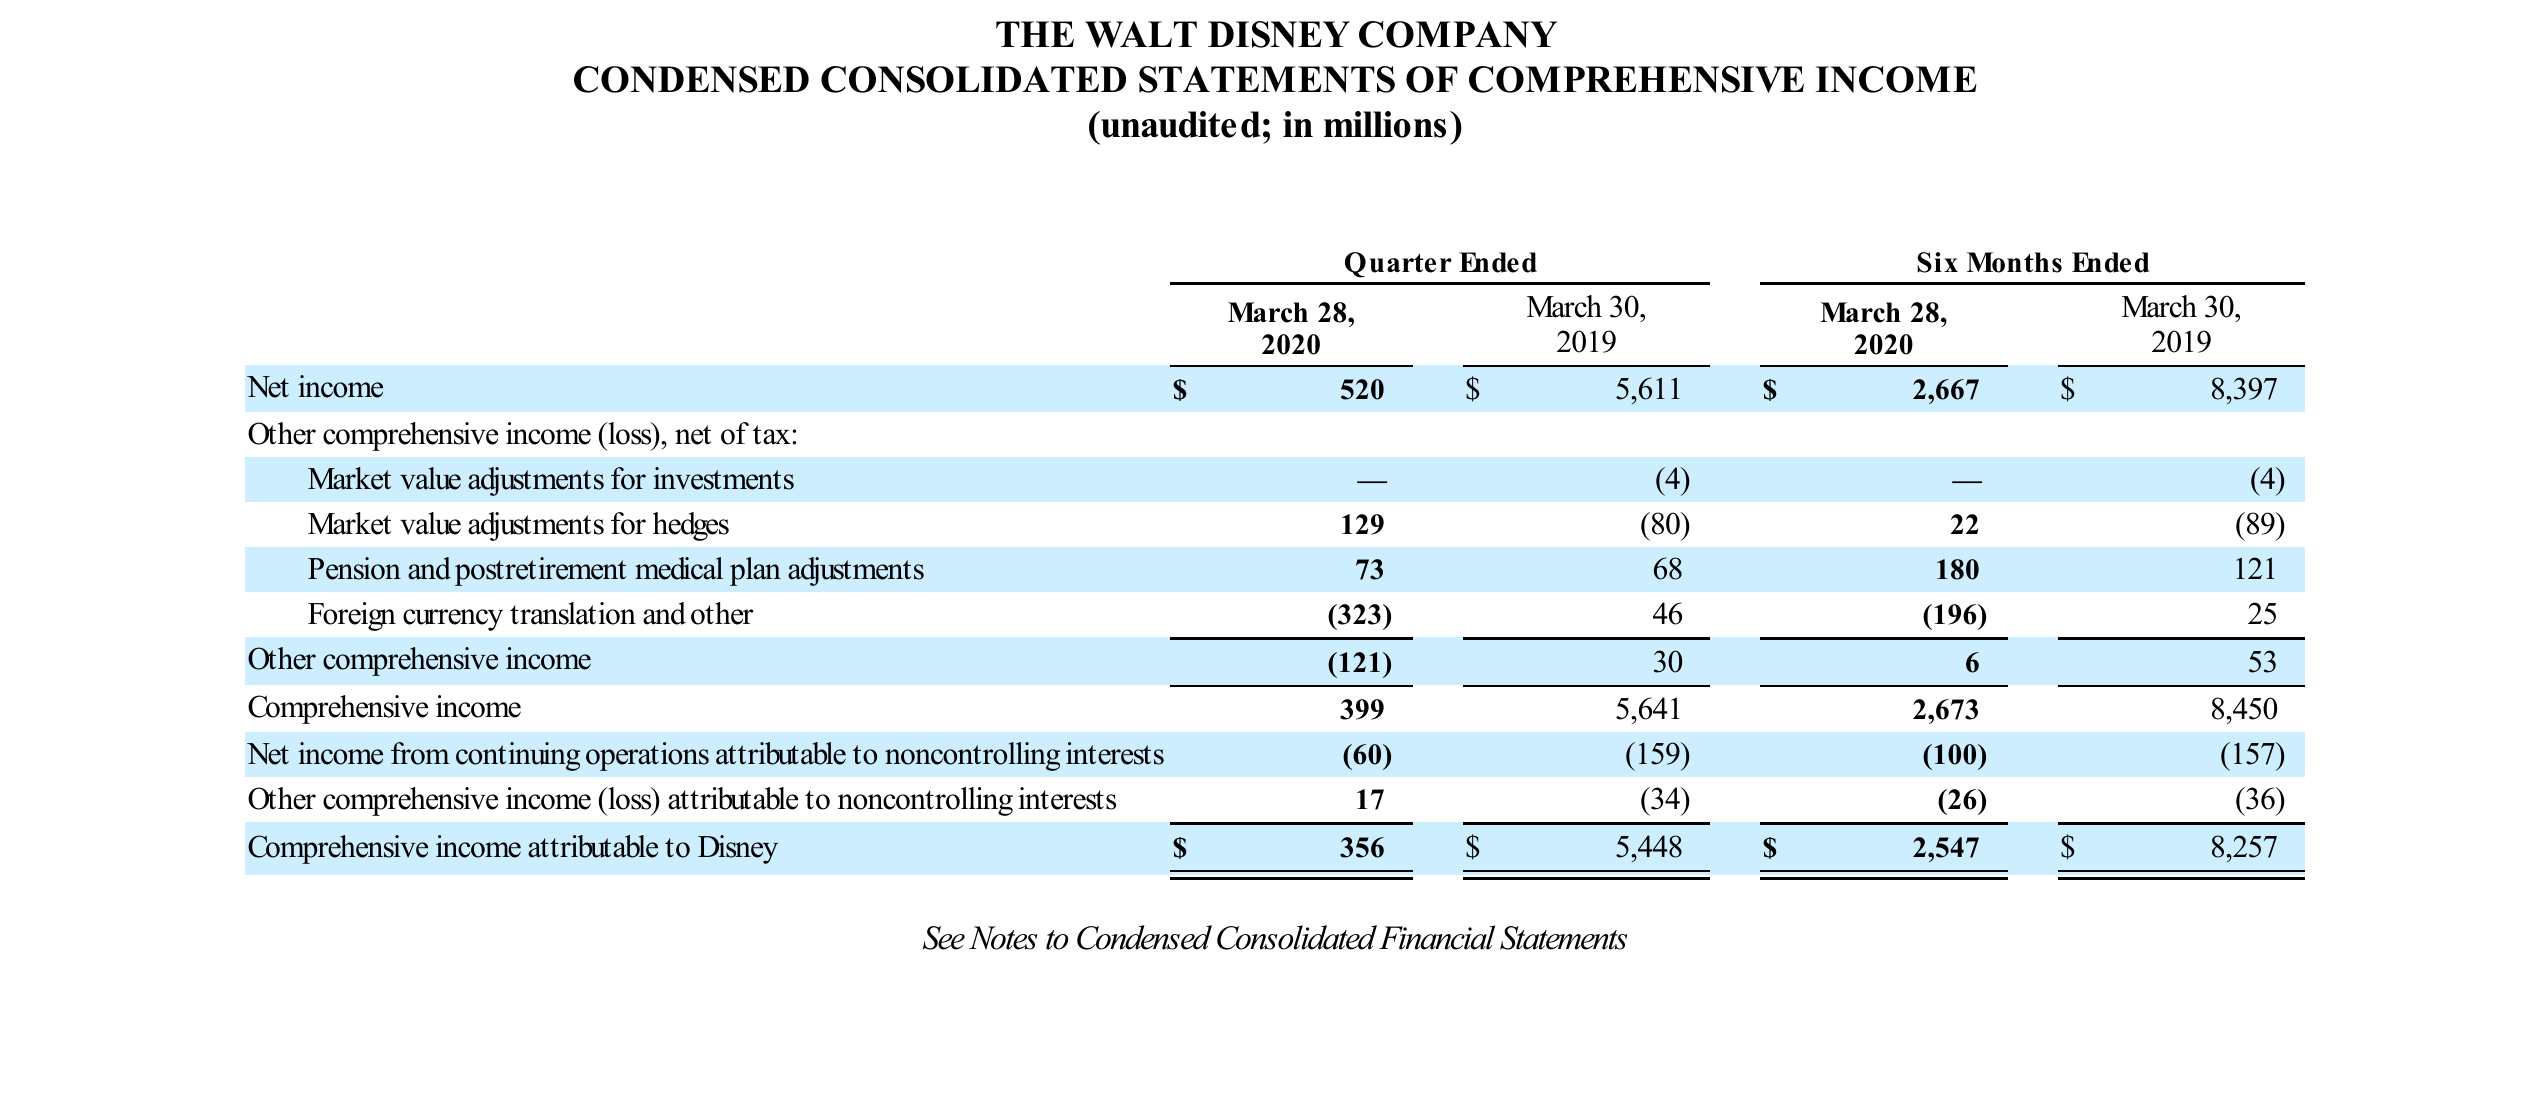 THE WALT DISNEY COMPANY
CONDENSED CONSOLIDATED STATEMENTS OF COMPREHENSIVE INCOME
(unaudited; in millions)
Quarter Ended Six Months Ended
March 28, 2020 March 30, 2019 March 28, 2020 March 30, 2019
Net income $ 520 $ 5,611 $ 2,667 $ 8,397
Other comprehensive income (loss), net of tax:
Market value adjustments for investments — (4) — (4)
Market value adjustments for hedges 129 (80) 22 (89)
Pension and postretirement medical plan adjustments 73 68 180 121
Foreign currency translation and other (323) 46 (196) 25
Other comprehensive income (121) 30 6 53
Comprehensive income 399 5,641 2,673 8,450
Net income from continuing operations attributable to noncontrolling interests (60) (159) (100) (157)
Other comprehensive income (loss) attributable to noncontrolling interests 17 (34) (26) (36)
Comprehensive income attributable to Disney $ 356 $ 5,448 $ 2,547 $ 8,257
See Notes to Condensed Consolidated Financial Statements